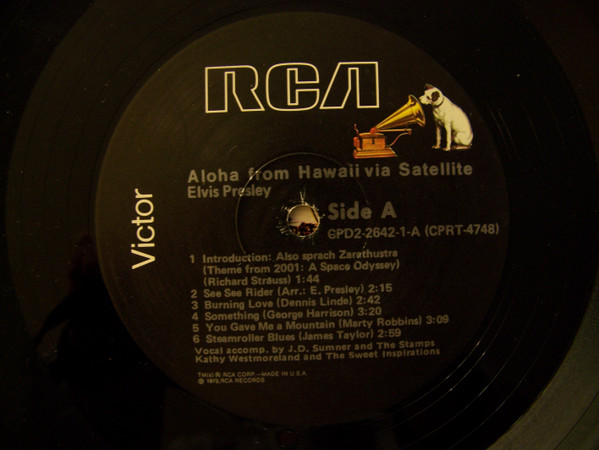 RCA
Aloha from Hawaii via Satellite
Elvis Presley
Victor
Side A
CPD2-2642-1-A (CPRT-4748)
1 Introduction: Also sprach Zarathustra
(Theme from 2001: A Space Odyssey)
(Richard Strauss) 1:44
2 See See Rider (Arr.: E. Presley) 2:15
3 Burning Love (Dennis Linde) 2:42
4 Something (George Harrison) 3:20
5 You Gave Me a Mountain (Marty Robbins) 3:09
6 Steamroller Blues (James Taylor) 2:59
Vocal accomp. by J.D. Sumner and The Stamps
Kathy Westmoreland and The Sweet Inspirations
TM(s) ® RCA CORP.—MADE IN U.S.A.
℗ 1973, RCA RECORDS